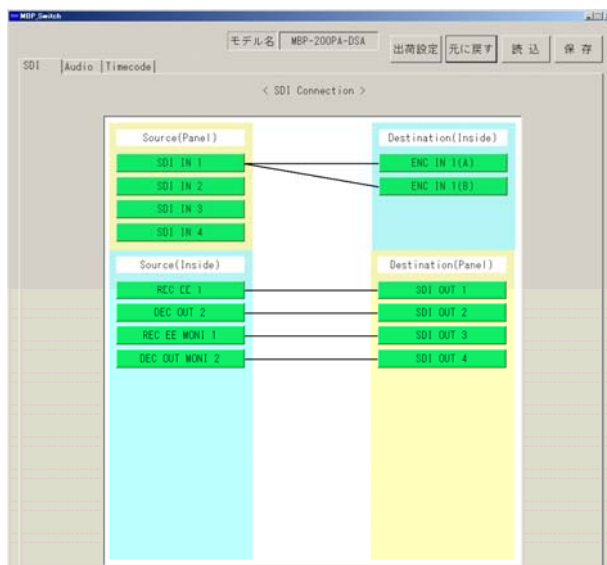 MBP_Switch
モデル名 MBP-200PA-DSA 出荷設定 元に戻す 読 込 保 存
SDI Audio Timecode
< SDI Connection >
Source(Panel) Destination(Inside)
SDI IN 1 ENC IN 1(A)
SDI IN 2 ENC IN 1(B)
SDI IN 3
SDI IN 4
Source(Inside) Destination(Panel)
REC EE 1 SDI OUT 1
DEC OUT 2 SDI OUT 2
REC EE MONI 1 SDI OUT 3
DEC OUT MONI 2 SDI OUT 4